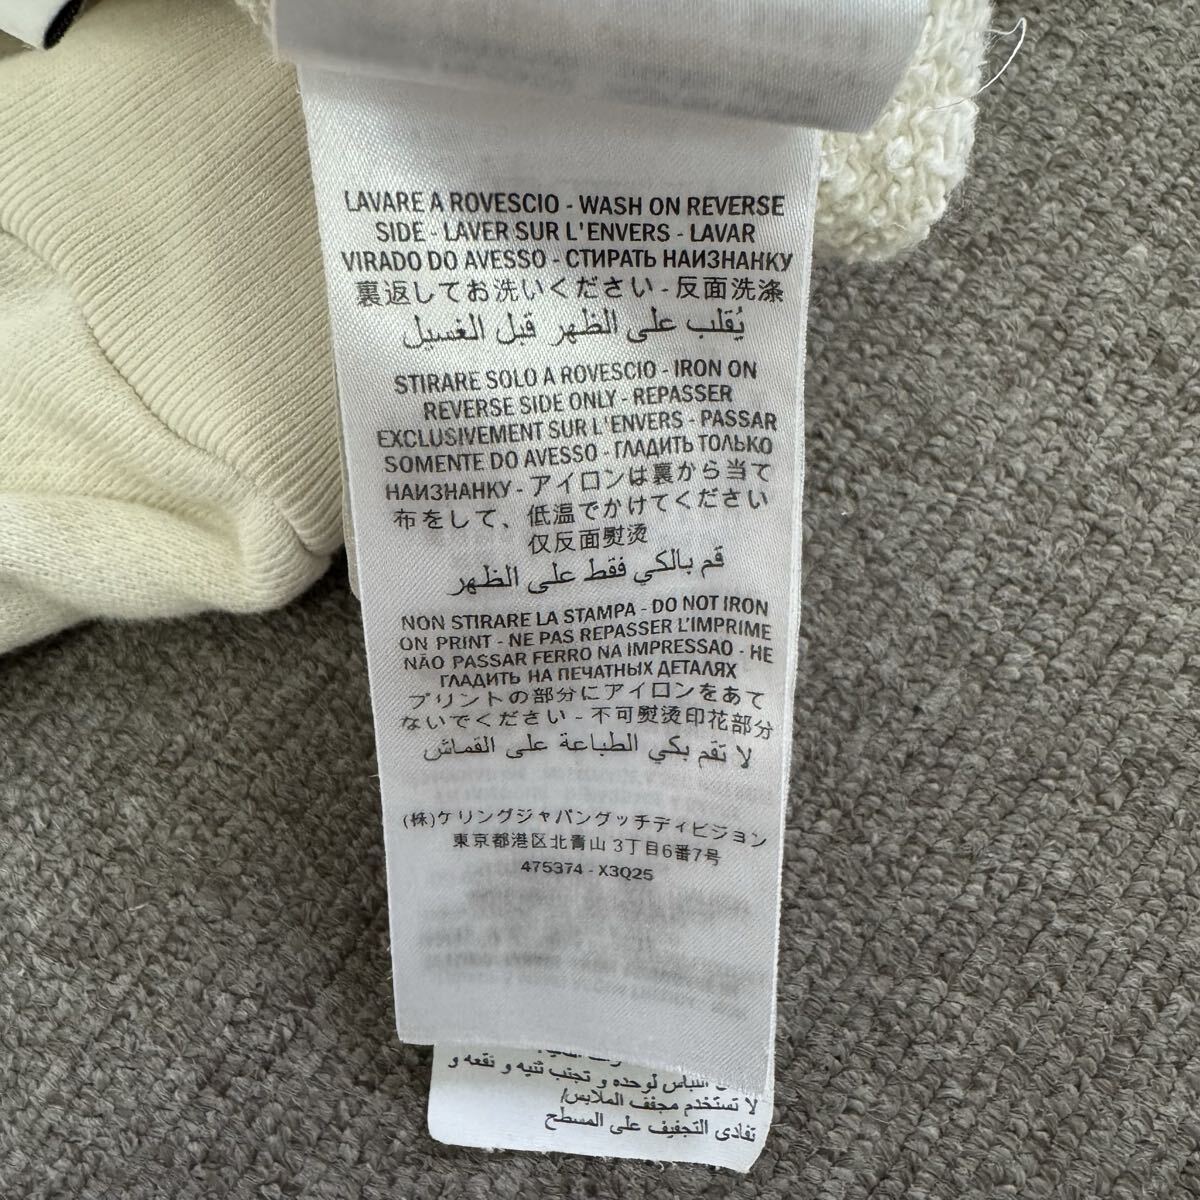 LAVARE A ROVESCIO - WASH ON REVERSE
SIDE - LAVER SUR L'ENVERS - LAVAR
VIRADO DO AVESSO - СТИРАТЬ НАИЗНАНКУ
裏返してお洗いください - 反面洗涤
يُقلب على الظهر قبل الغسيل
STIRARE SOLO A ROVESCIO - IRON ON
REVERSE SIDE ONLY - REPASSER
EXCLUSIVEMENT SUR L'ENVERS - PASSAR
SOMENTE DO AVESSO - ГЛАДИТЬ ТОЛЬКО
НАИЗНАНКУ - アイロンは裏から当て
布をして、低温でかけてください
仅反面熨烫
قم بالكي فقط على الظهر
NON STIRARE LA STAMPA - DO NOT IRON
ON PRINT - NE PAS REPASSER L'IMPRIME
NÃO PASSAR FERRO NA IMPRESSAO - НЕ
ГЛАДИТЬ НА ПЕЧАТНЫХ ДЕТАЛЯХ
プリントの部分にアイロンをあて
ないでください - 不可熨烫印花部分
لا تقم بكي الطباعة على القماش
(株)ケリングジャパングッチディビジョン
東京都港区北青山 3丁目6番7号
475374 - X3Q25
اللباس لوحده و تجنب ثنيه و نقعه و
لا تستخدم مجفف الملابس/
تفادى التجفيف على المسطح